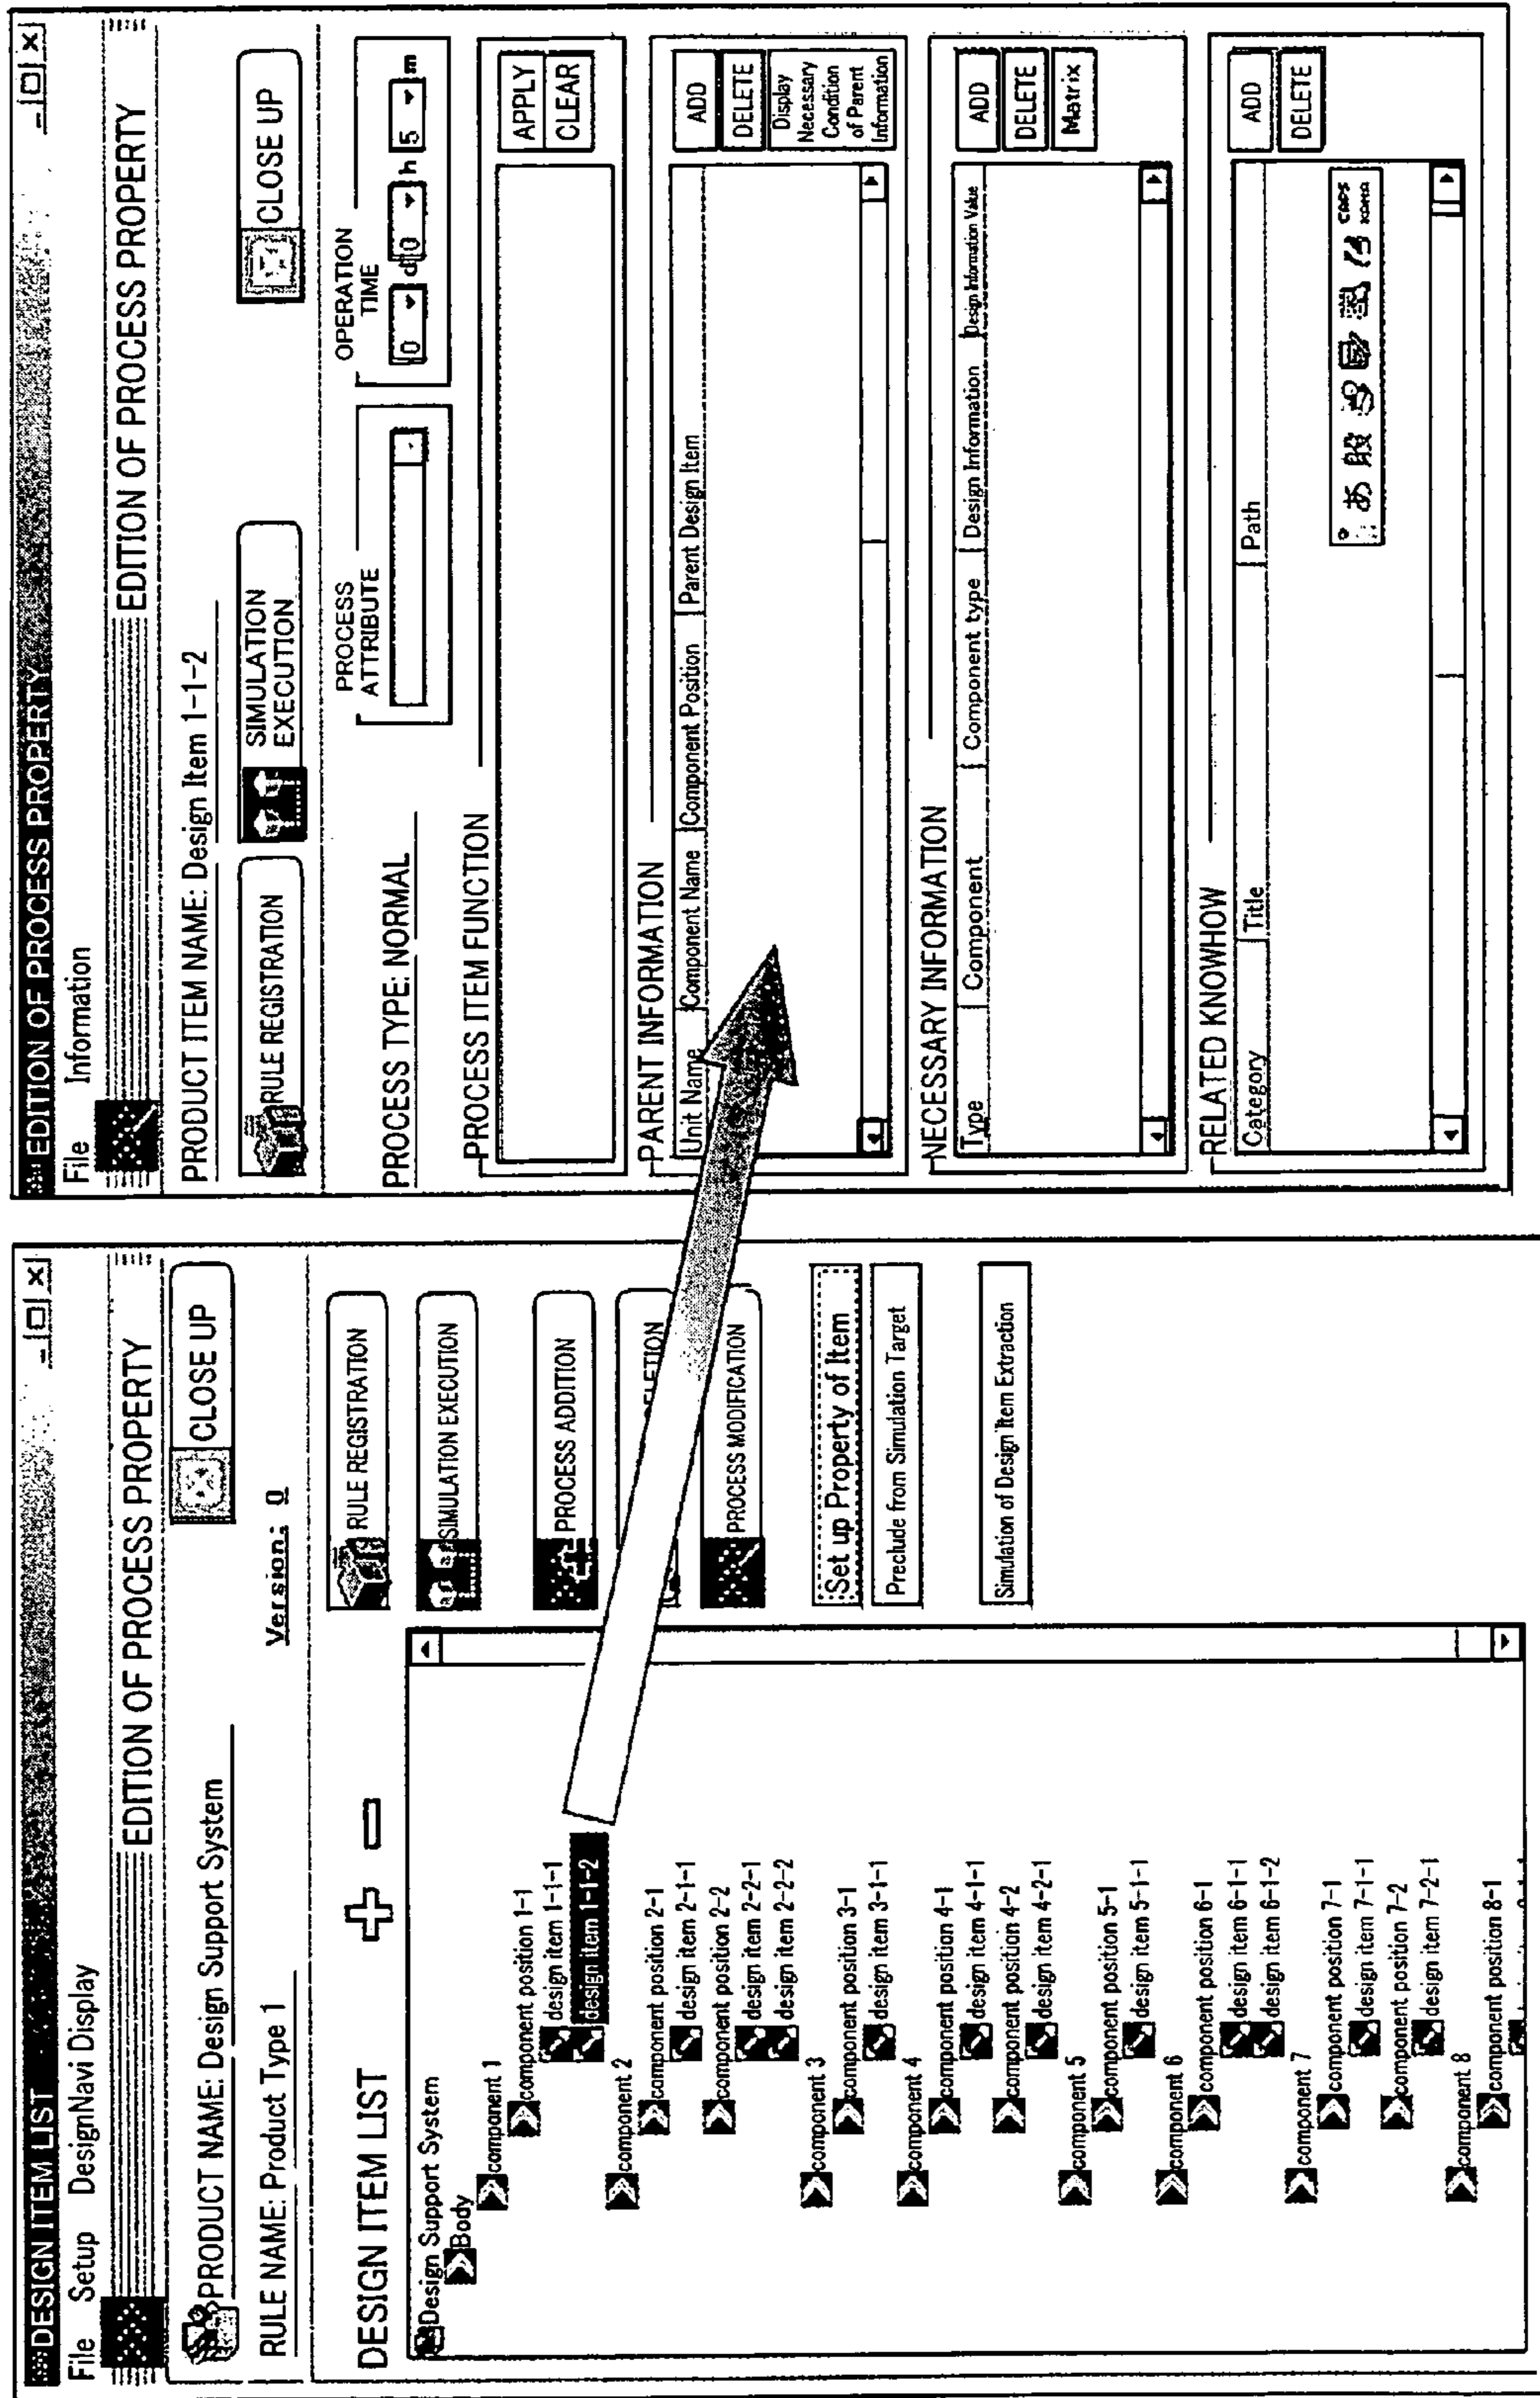 DESIGN ITEM LIST
File Setup DesignNavi Display
EDITION OF PROCESS PROPERTY
PRODUCT NAME: Design Support System
CLOSE UP
RULE NAME: Product Type 1
Version: 0
DESIGN ITEM LIST
RULE REGISTRATION
SIMULATION EXECUTION
PROCESS ADDITION
PROCESS MODIFICATION
Set up Property of Item
Preclude from Simulation Target
Simulation of Design Item Extraction
Design Support System
Body
component 1
component position 1-1
design item 1-1-1
design item 1-1-2
component 2
component position 2-1
design item 2-1-1
component position 2-2
design item 2-2-1
design item 2-2-2
component 3
component position 3-1
design item 3-1-1
component 4
component position 4-1
design item 4-1-1
component position 4-2
design item 4-2-1
component 5
component position 5-1
design item 5-1-1
component 6
component position 6-1
design item 6-1-1
design item 6-1-2
component 7
component position 7-1
design item 7-1-1
component position 7-2
design item 7-2-1
component 8
component position 8-1
EDITION OF PROCESS PROPERTY
File Information
EDITION OF PROCESS PROPERTY
PRODUCT ITEM NAME: Design Item 1-1-2
RULE REGISTRATION
SIMULATION
EXECUTION
CLOSE UP
PROCESS TYPE: NORMAL
PROCESS
ATTRIBUTE
OPERATION
TIME
0 d 0 h 5 m
PROCESS ITEM FUNCTION
APPLY
CLEAR
PARENT INFORMATION
Unit Name Component Name Component Position Parent Design Item
ADD
DELETE
Display
Necessary
Condition
of Parent
Information
NECESSARY INFORMATION
Type Component Component type Design Information Design Information Value
ADD
DELETE
Matrix
RELATED KNOWHOW
Category Title Path
ADD
DELETE
あ 般
CAPS
KANA